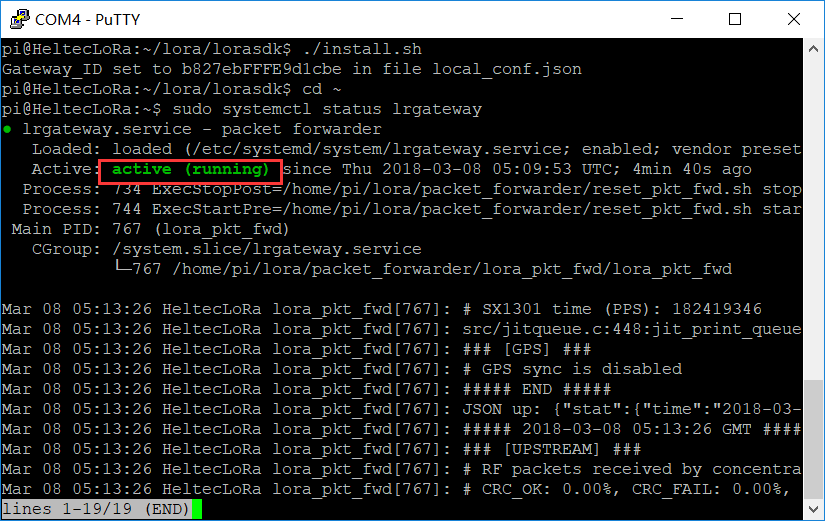 COM4 - PuTTY
pi@HeltecLoRa:~/lora/lorasdk$ ./install.sh
Gateway_ID set to b827ebFFFE9d1cbe in file local_conf.json
pi@HeltecLoRa:~/lora/lorasdk$ cd ~
pi@HeltecLoRa:~$ sudo systemctl status lrgateway
● lrgateway.service - packet forwarder
Loaded: loaded (/etc/systemd/system/lrgateway.service; enabled; vendor preset
Active: active (running) since Thu 2018-03-08 05:09:53 UTC; 4min 40s ago
Process: 734 ExecStopPost=/home/pi/lora/packet_forwarder/reset_pkt_fwd.sh stop
Process: 744 ExecStartPre=/home/pi/lora/packet_forwarder/reset_pkt_fwd.sh star
Main PID: 767 (lora_pkt_fwd)
CGroup: /system.slice/lrgateway.service
└─767 /home/pi/lora/packet_forwarder/lora_pkt_fwd/lora_pkt_fwd
Mar 08 05:13:26 HeltecLoRa lora_pkt_fwd[767]: # SX1301 time (PPS): 182419346
Mar 08 05:13:26 HeltecLoRa lora_pkt_fwd[767]: src/jitqueue.c:448:jit_print_queue
Mar 08 05:13:26 HeltecLoRa lora_pkt_fwd[767]: ### [GPS] ###
Mar 08 05:13:26 HeltecLoRa lora_pkt_fwd[767]: # GPS sync is disabled
Mar 08 05:13:26 HeltecLoRa lora_pkt_fwd[767]: ##### END #####
Mar 08 05:13:26 HeltecLoRa lora_pkt_fwd[767]: JSON up: {"stat":{"time":"2018-03-
Mar 08 05:13:26 HeltecLoRa lora_pkt_fwd[767]: ##### 2018-03-08 05:13:26 GMT ####
Mar 08 05:13:26 HeltecLoRa lora_pkt_fwd[767]: ### [UPSTREAM] ###
Mar 08 05:13:26 HeltecLoRa lora_pkt_fwd[767]: # RF packets received by concentra
Mar 08 05:13:26 HeltecLoRa lora_pkt_fwd[767]: # CRC_OK: 0.00%, CRC_FAIL: 0.00%,
lines 1-19/19 (END)